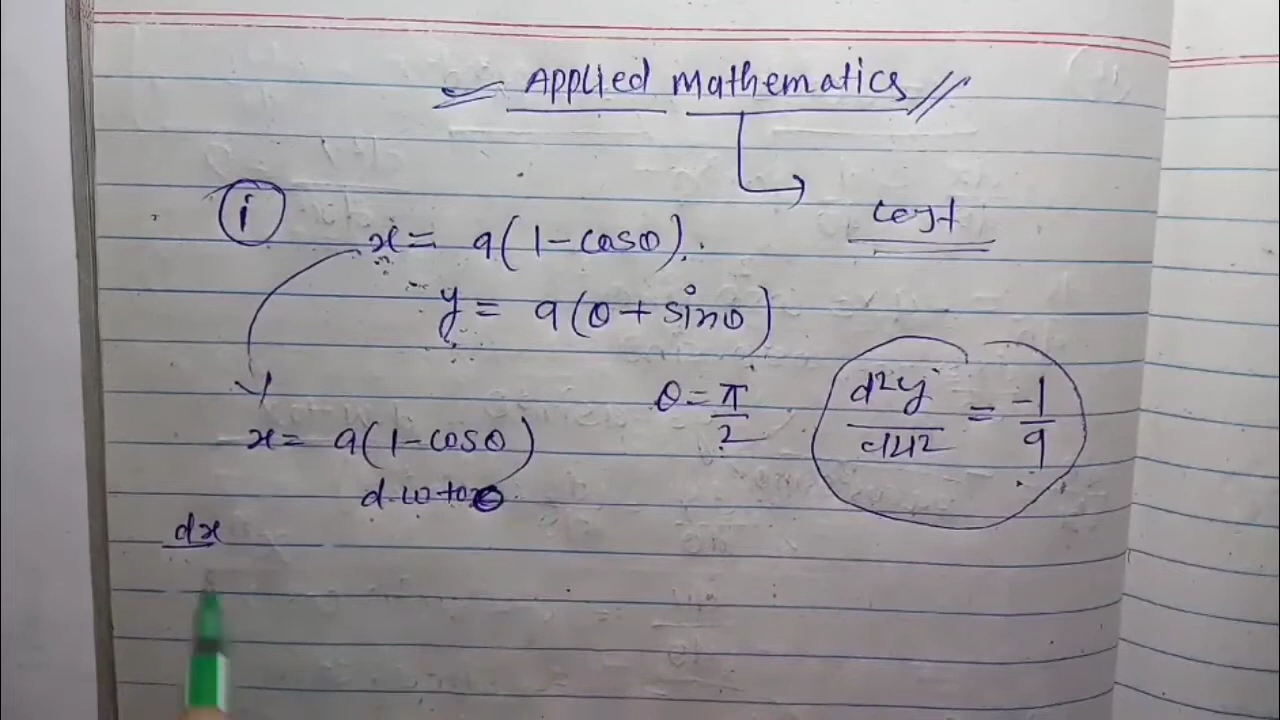 Applied Mathematics
test
i
x = a(1-cosθ).
y = a(θ+sinθ)
θ = π/2 d²y/dx² = -1/a
x = a(1-cosθ)
d.w.to θ
dx